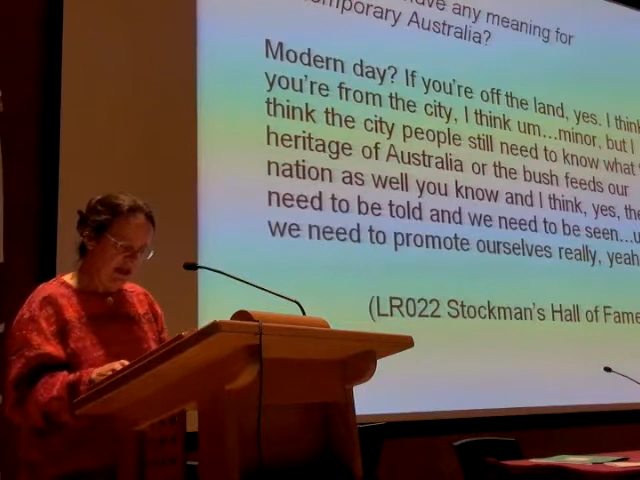 have any meaning for
temporary Australia?
Modern day? If you're off the land, yes. I think
you're from the city, I think um...minor, but I
think the city people still need to know what
heritage of Australia or the bush feeds our
nation as well you know and I think, yes, the
need to be told and we need to be seen...u
we need to promote ourselves really, yeah
(LR022 Stockman's Hall of Fame